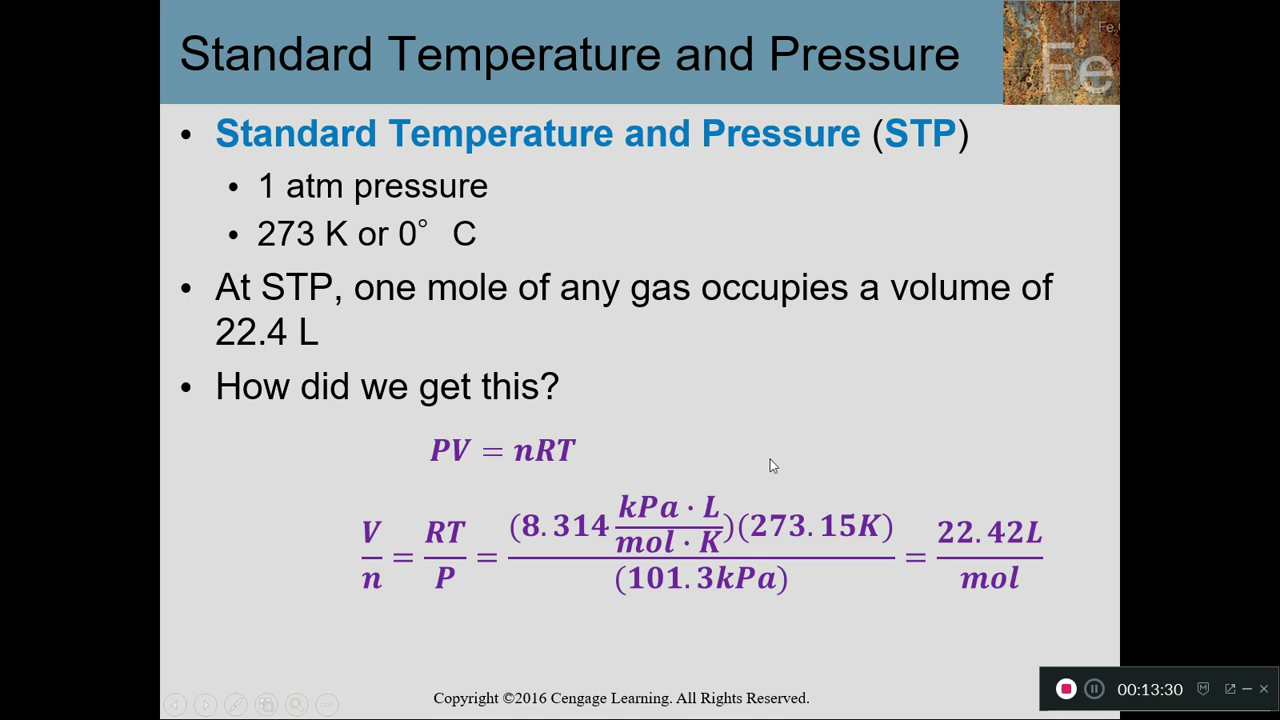 Standard Temperature and Pressure
Fe
Fe
• Standard Temperature and Pressure (STP)
• 1 atm pressure
• 273 K or 0° C
• At STP, one mole of any gas occupies a volume of
22.4 L
• How did we get this?
PV = nRT
V/n = RT/P = (8.314 kPa · L/mol · K)(273.15K)/(101.3kPa) = 22.42L/mol
Copyright ©2016 Cengage Learning. All Rights Reserved.
00:13:30